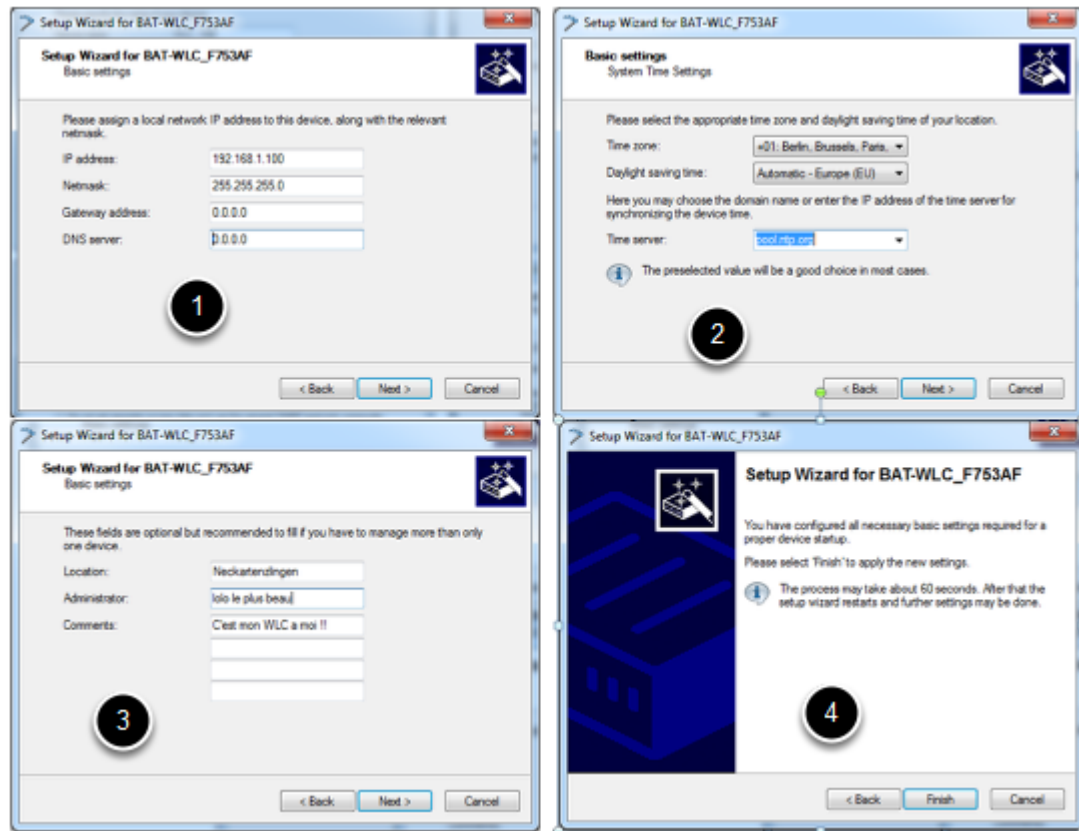 Setup Wizard for BAT-WLC_F753AF
Setup Wizard for BAT-WLC_F753AF
Basic settings
Please assign a local network IP address to this device, along with the relevant
netmask.
IP address: 192.168.1.100
Netmask: 255.255.255.0
Gateway address: 0.0.0.0
DNS server: 0.0.0.0
1
< Back Next > Cancel
Setup Wizard for BAT-WLC_F753AF
Basic settings
System Time Settings
Please select the appropriate time zone and daylight saving time of your location.
Time zone: +01: Berlin, Brussels, Paris,
Daylight saving time: Automatic - Europe (EU)
Here you may choose the domain name or enter the IP address of the time server for
synchronizing the device time.
Time server: pool.ntp.org
The preselected value will be a good choice in most cases.
2
< Back Next > Cancel
Setup Wizard for BAT-WLC_F753AF
Setup Wizard for BAT-WLC_F753AF
Basic settings
These fields are optional but recommended to fill if you have to manage more than only
one device.
Location: Neckartenzlingen
Administrator: lolo le plus beau
Comments: C'est mon WLC a moi !!
3
< Back Next > Cancel
Setup Wizard for BAT-WLC_F753AF
Setup Wizard for BAT-WLC_F753AF
You have configured all necessary basic settings required for a
proper device startup.
Please select 'Finish' to apply the new settings.
The process may take about 60 seconds. After that the
setup wizard restarts and further settings may be done.
4
< Back Finish Cancel